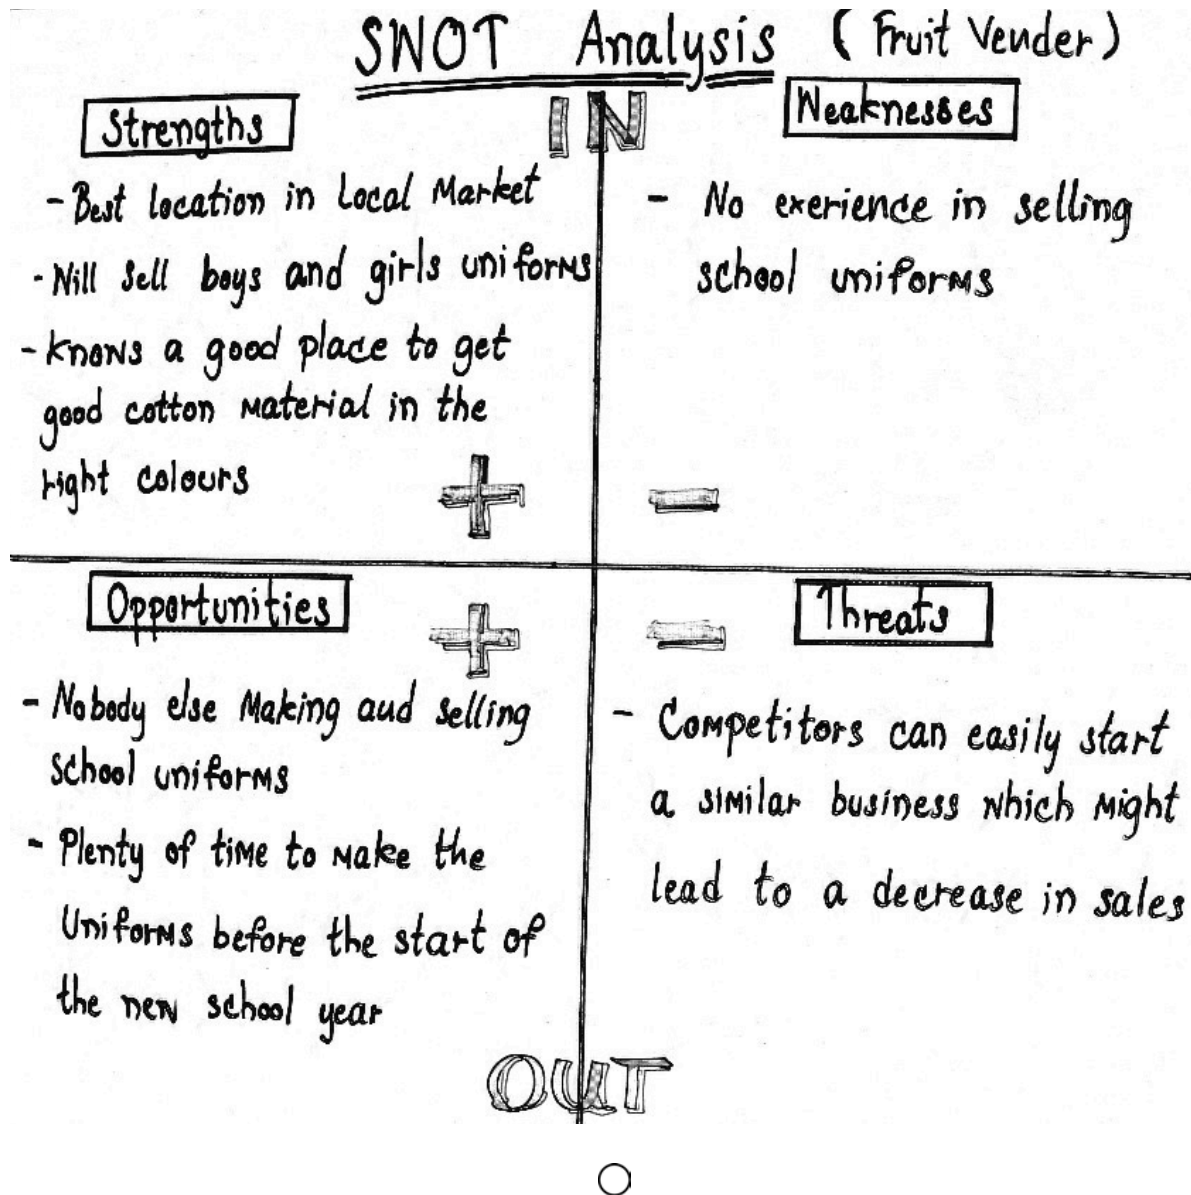 SWOT Analysis (Fruit Vender)
IN
Strengths
- Best location in Local Market
- Will Sell boys and girls uniforms
- knows a good place to get
good cotton material in the
right colours
+
Weaknesses
- No exerience in selling
school uniforms
-
Opportunities
+
- Nobody else Making and selling
school uniforms
- Plenty of time to make the
Uniforms before the start of
the new school year
Threats
-
- Competitors can easily start
a similar business which might
lead to a decrease in sales
OUT